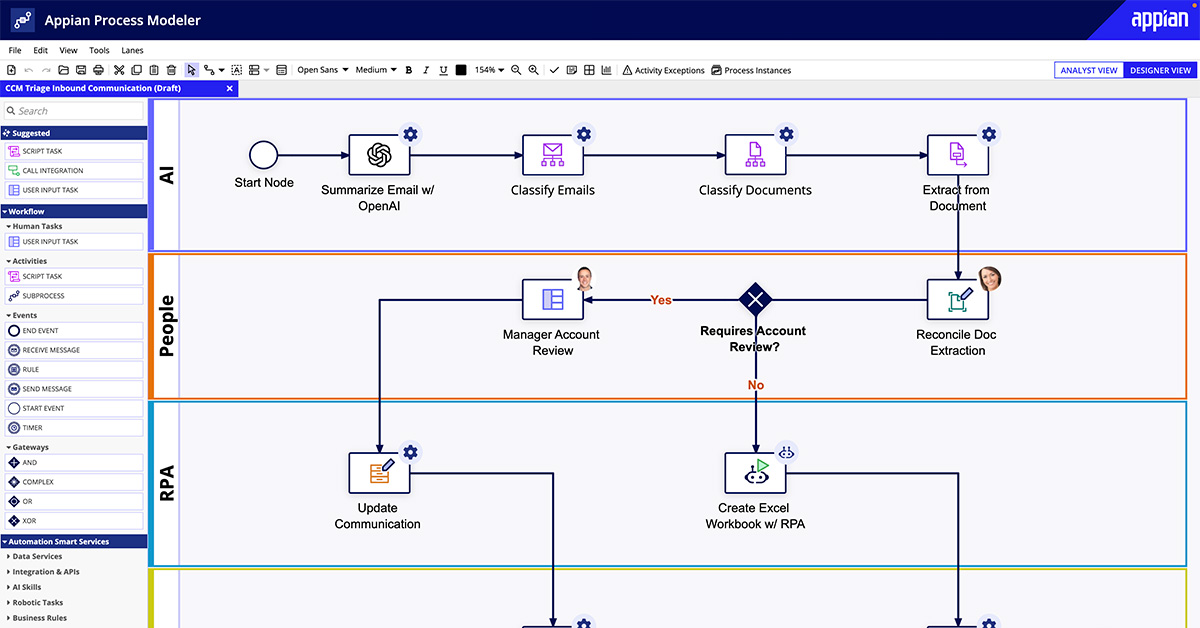 Appian Process Modeler
appian
File Edit View Tools Lanes
Open Sans Medium B I U 154% Activity Exceptions Process Instances ANALYST VIEW DESIGNER VIEW
CCM Triage Inbound Communication (Draft)
Search
Suggested
SCRIPT TASK
CALL INTEGRATION
USER INPUT TASK
Workflow
Human Tasks
USER INPUT TASK
Activities
SCRIPT TASK
SUBPROCESS
Events
END EVENT
RECEIVE MESSAGE
RULE
SEND MESSAGE
START EVENT
TIMER
Gateways
AND
COMPLEX
OR
XOR
Automation Smart Services
Data Services
Integration & APIs
AI Skills
Robotic Tasks
Business Rules
AI
Start Node
Summarize Email w/
OpenAI
Classify Emails
Classify Documents
Extract from
Document
People
Manager Account
Review
Yes
Requires Account
Review?
No
Reconcile Doc
Extraction
RPA
Update
Communication
Create Excel
Workbook w/ RPA